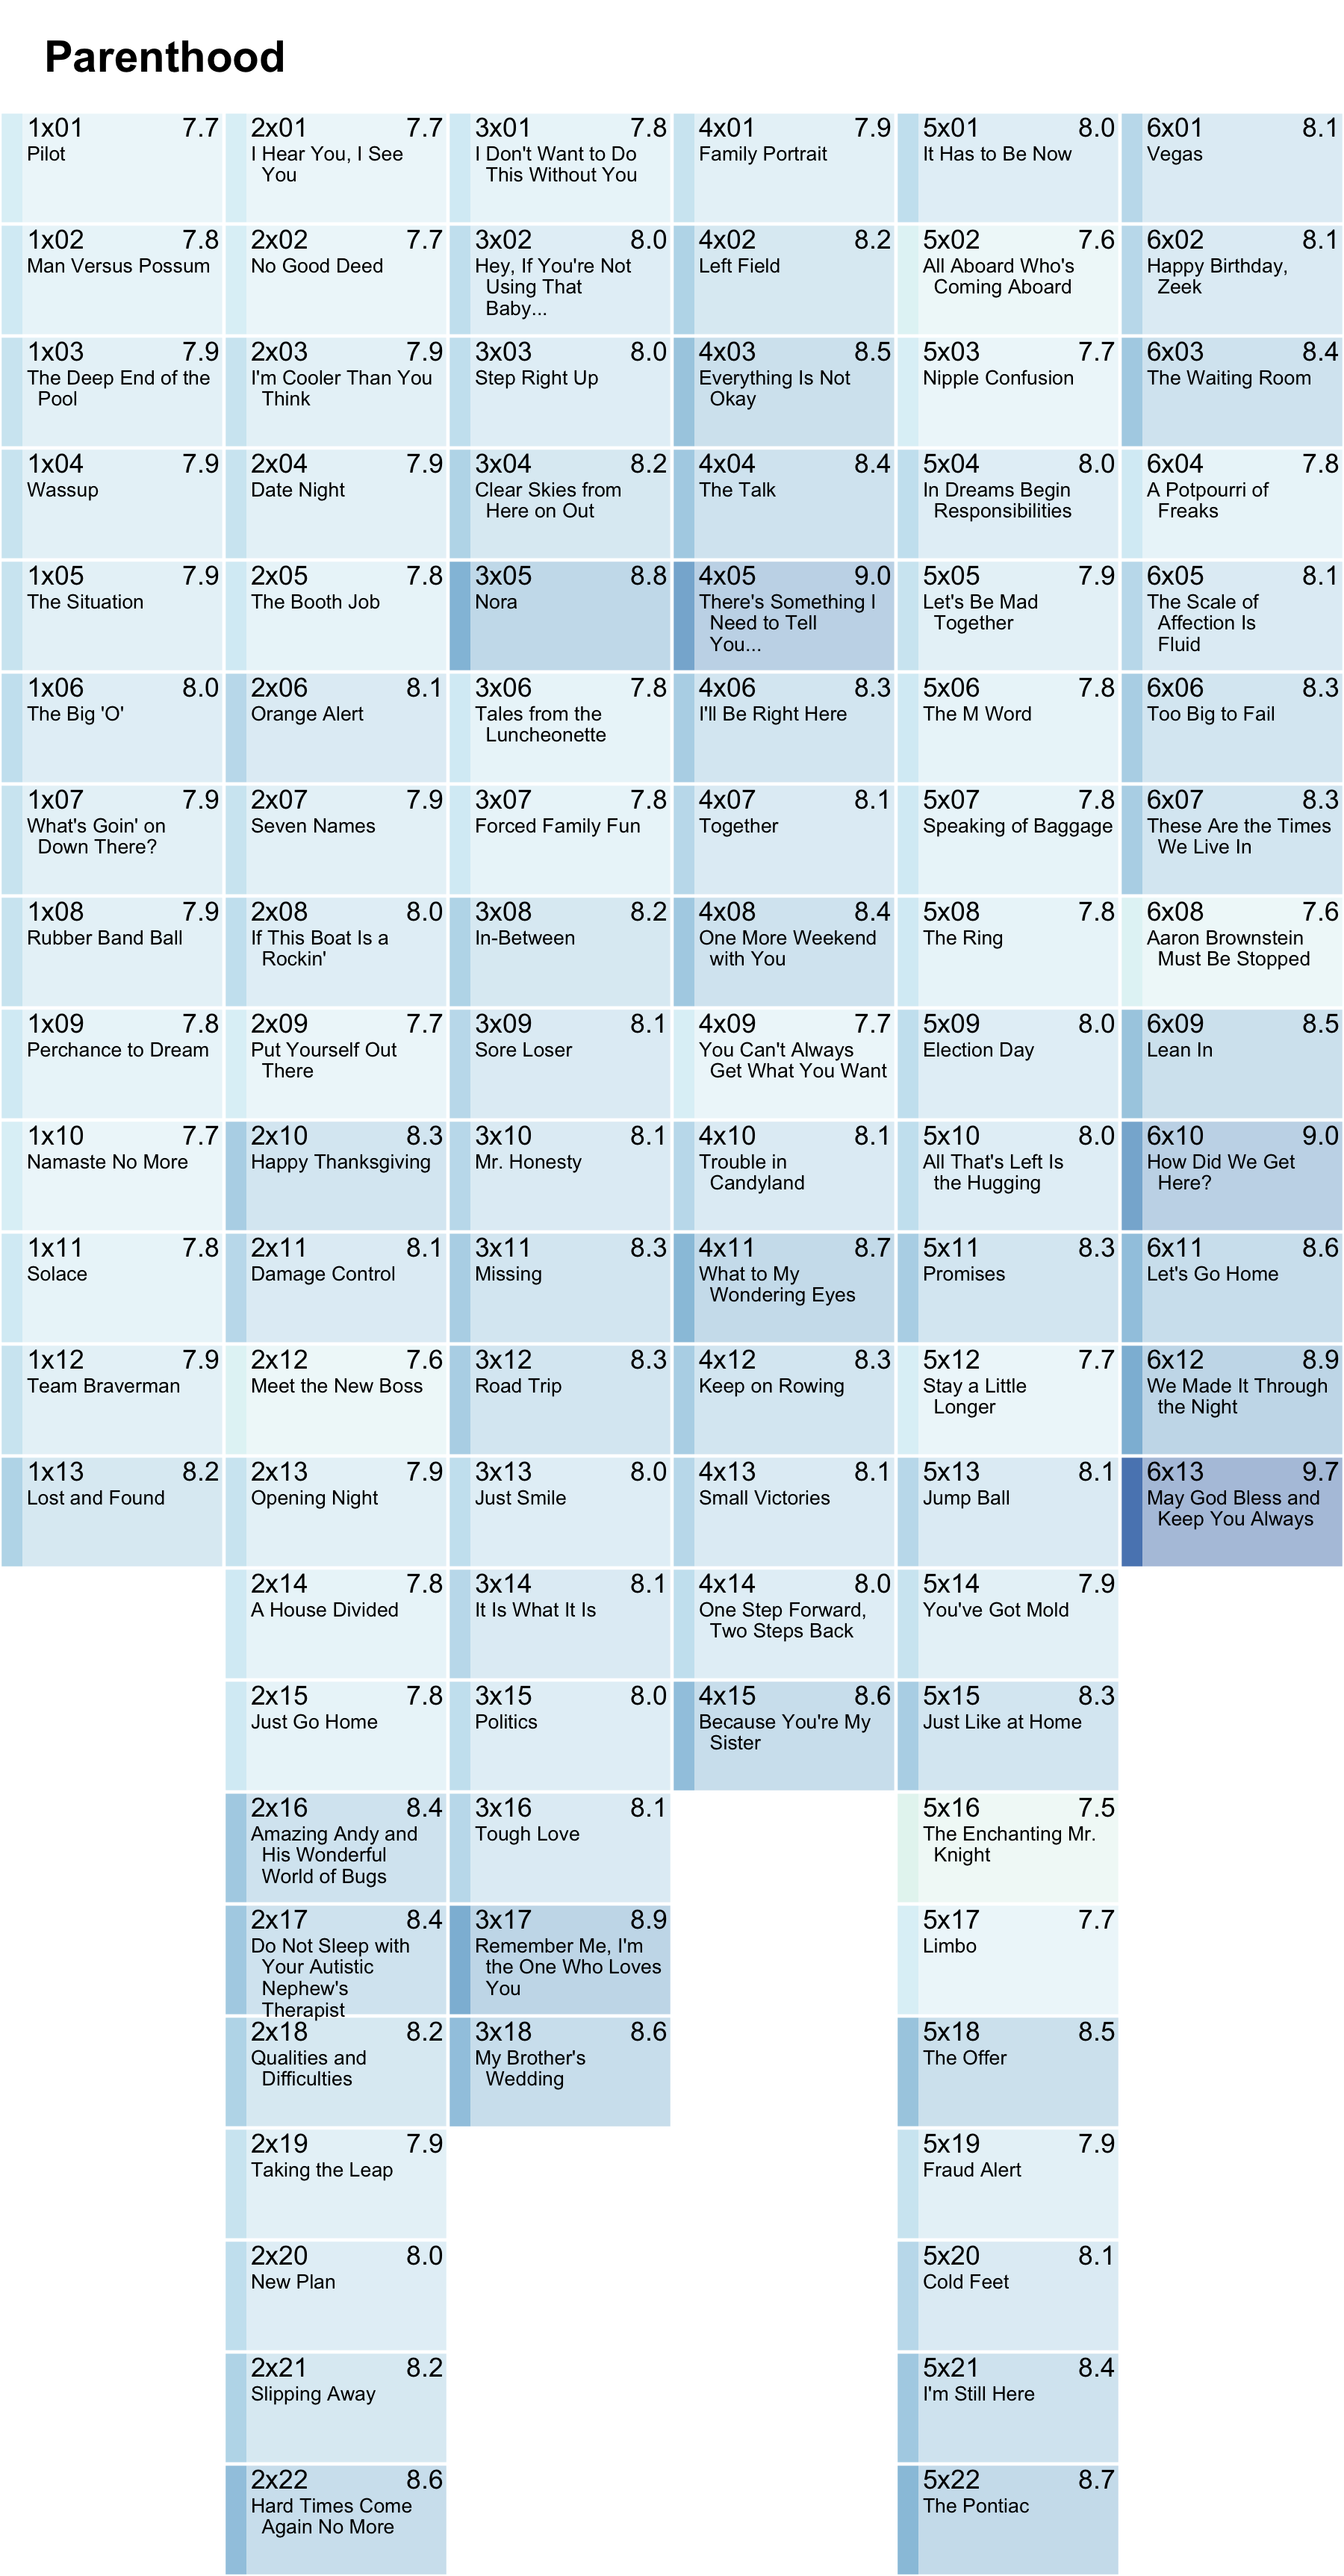 Parenthood
1x01 7.7
Pilot
1x02 7.8
Man Versus Possum
1x03 7.9
The Deep End of the
Pool
1x04 7.9
Wassup
1x05 7.9
The Situation
1x06 8.0
The Big 'O'
1x07 7.9
What's Goin' on
Down There?
1x08 7.9
Rubber Band Ball
1x09 7.8
Perchance to Dream
1x10 7.7
Namaste No More
1x11 7.8
Solace
1x12 7.9
Team Braverman
1x13 8.2
Lost and Found
2x01 7.7
I Hear You, I See
You
2x02 7.7
No Good Deed
2x03 7.9
I'm Cooler Than You
Think
2x04 7.9
Date Night
2x05 7.8
The Booth Job
2x06 8.1
Orange Alert
2x07 7.9
Seven Names
2x08 8.0
If This Boat Is a
Rockin'
2x09 7.7
Put Yourself Out
There
2x10 8.3
Happy Thanksgiving
2x11 8.1
Damage Control
2x12 7.6
Meet the New Boss
2x13 7.9
Opening Night
2x14 7.8
A House Divided
2x15 7.8
Just Go Home
2x16 8.4
Amazing Andy and
His Wonderful
World of Bugs
2x17 8.4
Do Not Sleep with
Your Autistic
Nephew's
Therapist
2x18 8.2
Qualities and
Difficulties
2x19 7.9
Taking the Leap
2x20 8.0
New Plan
2x21 8.2
Slipping Away
2x22 8.6
Hard Times Come
Again No More
3x01 7.8
I Don't Want to Do
This Without You
3x02 8.0
Hey, If You're Not
Using That
Baby...
3x03 8.0
Step Right Up
3x04 8.2
Clear Skies from
Here on Out
3x05 8.8
Nora
3x06 7.8
Tales from the
Luncheonette
3x07 7.8
Forced Family Fun
3x08 8.2
In-Between
3x09 8.1
Sore Loser
3x10 8.1
Mr. Honesty
3x11 8.3
Missing
3x12 8.3
Road Trip
3x13 8.0
Just Smile
3x14 8.1
It Is What It Is
3x15 8.0
Politics
3x16 8.1
Tough Love
3x17 8.9
Remember Me, I'm
the One Who Loves
You
3x18 8.6
My Brother's
Wedding
4x01 7.9
Family Portrait
4x02 8.2
Left Field
4x03 8.5
Everything Is Not
Okay
4x04 8.4
The Talk
4x05 9.0
There's Something I
Need to Tell
You...
4x06 8.3
I'll Be Right Here
4x07 8.1
Together
4x08 8.4
One More Weekend
with You
4x09 7.7
You Can't Always
Get What You Want
4x10 8.1
Trouble in
Candyland
4x11 8.7
What to My
Wondering Eyes
4x12 8.3
Keep on Rowing
4x13 8.1
Small Victories
4x14 8.0
One Step Forward,
Two Steps Back
4x15 8.6
Because You're My
Sister
5x01 8.0
It Has to Be Now
5x02 7.6
All Aboard Who's
Coming Aboard
5x03 7.7
Nipple Confusion
5x04 8.0
In Dreams Begin
Responsibilities
5x05 7.9
Let's Be Mad
Together
5x06 7.8
The M Word
5x07 7.8
Speaking of Baggage
5x08 7.8
The Ring
5x09 8.0
Election Day
5x10 8.0
All That's Left Is
the Hugging
5x11 8.3
Promises
5x12 7.7
Stay a Little
Longer
5x13 8.1
Jump Ball
5x14 7.9
You've Got Mold
5x15 8.3
Just Like at Home
5x16 7.5
The Enchanting Mr.
Knight
5x17 7.7
Limbo
5x18 8.5
The Offer
5x19 7.9
Fraud Alert
5x20 8.1
Cold Feet
5x21 8.4
I'm Still Here
5x22 8.7
The Pontiac
6x01 8.1
Vegas
6x02 8.1
Happy Birthday,
Zeek
6x03 8.4
The Waiting Room
6x04 7.8
A Potpourri of
Freaks
6x05 8.1
The Scale of
Affection Is
Fluid
6x06 8.3
Too Big to Fail
6x07 8.3
These Are the Times
We Live In
6x08 7.6
Aaron Brownstein
Must Be Stopped
6x09 8.5
Lean In
6x10 9.0
How Did We Get
Here?
6x11 8.6
Let's Go Home
6x12 8.9
We Made It Through
the Night
6x13 9.7
May God Bless and
Keep You Always